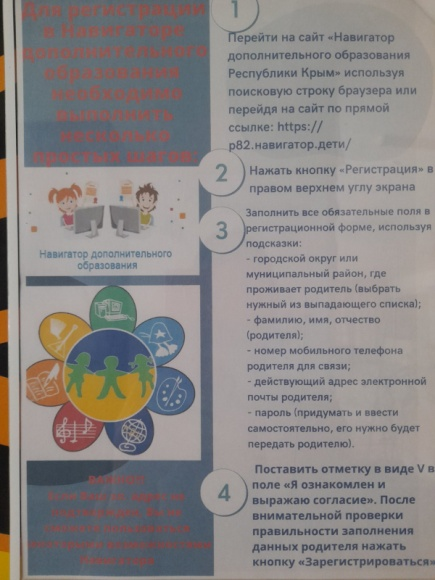 Для регистрации
в Навигаторе
дополнительного
образования
необходимо
выполнить
несколько
простых шагов:
Навигатор дополнительного
образования
1
Перейти на сайт «Навигатор
дополнительного образования
Республики Крым» используя
поисковую строку браузера или
перейдя на сайт по прямой
ссылке: https://
р82.навигатор.дети/
2
Нажать кнопку «Регистрация» в
правом верхнем углу экрана
3
Заполнить все обязательные поля в
регистрационной форме, используя
подсказки:
- городской округ или
муниципальный район, где
проживает родитель (выбрать
нужный из выпадающего списка);
- фамилию, имя, отчество
(родителя);
- номер мобильного телефона
родителя для связи;
- действующий адрес электронной
почты родителя;
- пароль (придумать и ввести
самостоятельно, его нужно будет
передать родителю).
4
Поставить отметку в виде V в
поле «Я ознакомлен и
выражаю согласие». После
внимательной проверки
правильности заполнения
данных родителя нажать
кнопку «Зарегистрироваться»